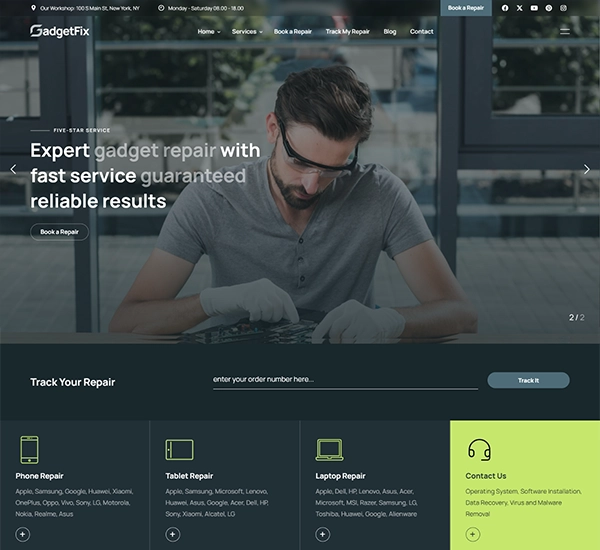 Our Workshop: 100 S Main St, New York, NY
Monday - Saturday 08.00 - 18.00
Book a Repair
GadgetFix
Home
Services
Book a Repair
Track My Repair
Blog
Contact
FIVE-STAR SERVICE
Expert gadget repair with
fast service guaranteed
reliable results
Book a Repair
2 / 2
Track Your Repair
enter your order number here...
Track It
Phone Repair
Apple, Samsung, Google, Huawei, Xiaomi,
OnePlus, Oppo, Vivo, Sony, LG, Motorola,
Nokia, Realme, Asus
Tablet Repair
Apple, Samsung, Microsoft, Lenovo,
Huawei, Asus, Google, Acer, Dell, HP,
Sony, Xiaomi, Alcatel, LG
Laptop Repair
Apple, Dell, HP, Lenovo, Asus, Acer,
Microsoft, MSI, Razer, Samsung, LG,
Toshiba, Huawei, Google, Alienware
Contact Us
Operating System, Software Installation,
Data Recovery, Virus and Malware
Removal